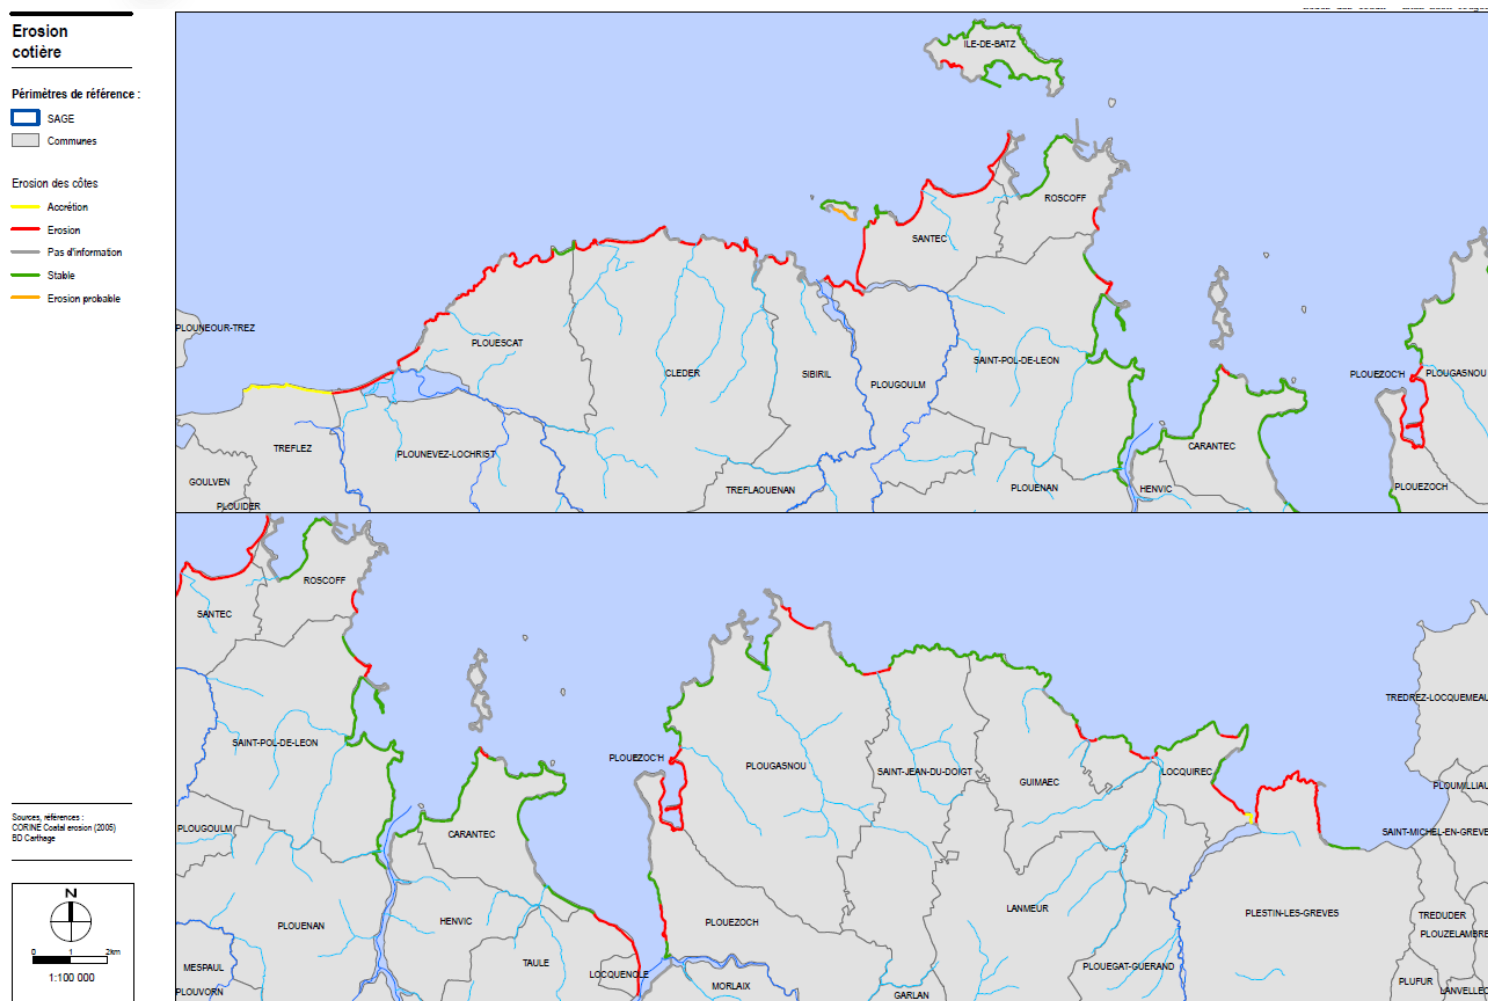 Erosion
cotière
Périmètres de référence :
SAGE
Communes
Erosion des côtes
Accrétion
Erosion
Pas d'information
Stable
Erosion probable
Sources, références :
CORINE Coatal erosion (2005)
BD Carthage
N
0 1 2km
1:100 000
ILE-DE-BATZ
ROSCOFF
SANTEC
PLOUNEOUR-TREZ
PLOUESCAT
CLEDER
SIBIRIL
PLOUGOULM
SAINT-POL-DE-LEON
PLOUEZOC'H
PLOUGASNOU
TREFLEZ
PLOUNEVEZ-LOCHRIST
CARANTEC
GOULVEN
TREFLAOUENAN
PLOUENAN
HENVIC
PLOUEZOCH
PLOUIDER
ROSCOFF
SANTEC
TREDREZ-LOCQUEMEAU
SAINT-POL-DE-LEON
PLOUEZOC'H
PLOUGASNOU
SAINT-JEAN-DU-DOIGT
GUIMAEC
LOCQUIREC
PLOUMILLIAU
PLOUGOULM
CARANTEC
SAINT-MICHEL-EN-GREVE
PLOUENAN
HENVIC
PLOUEZOCH
LANMEUR
PLESTIN-LES-GREVES
TREDUDER
PLOUZELAMBRE
MESPAUL
TAULE
LOCQUENOLE
PLOUEGAT-GUERAND
PLUFUR
PLOUVORN
MORLAIX
GARLAN
LANVELLEC